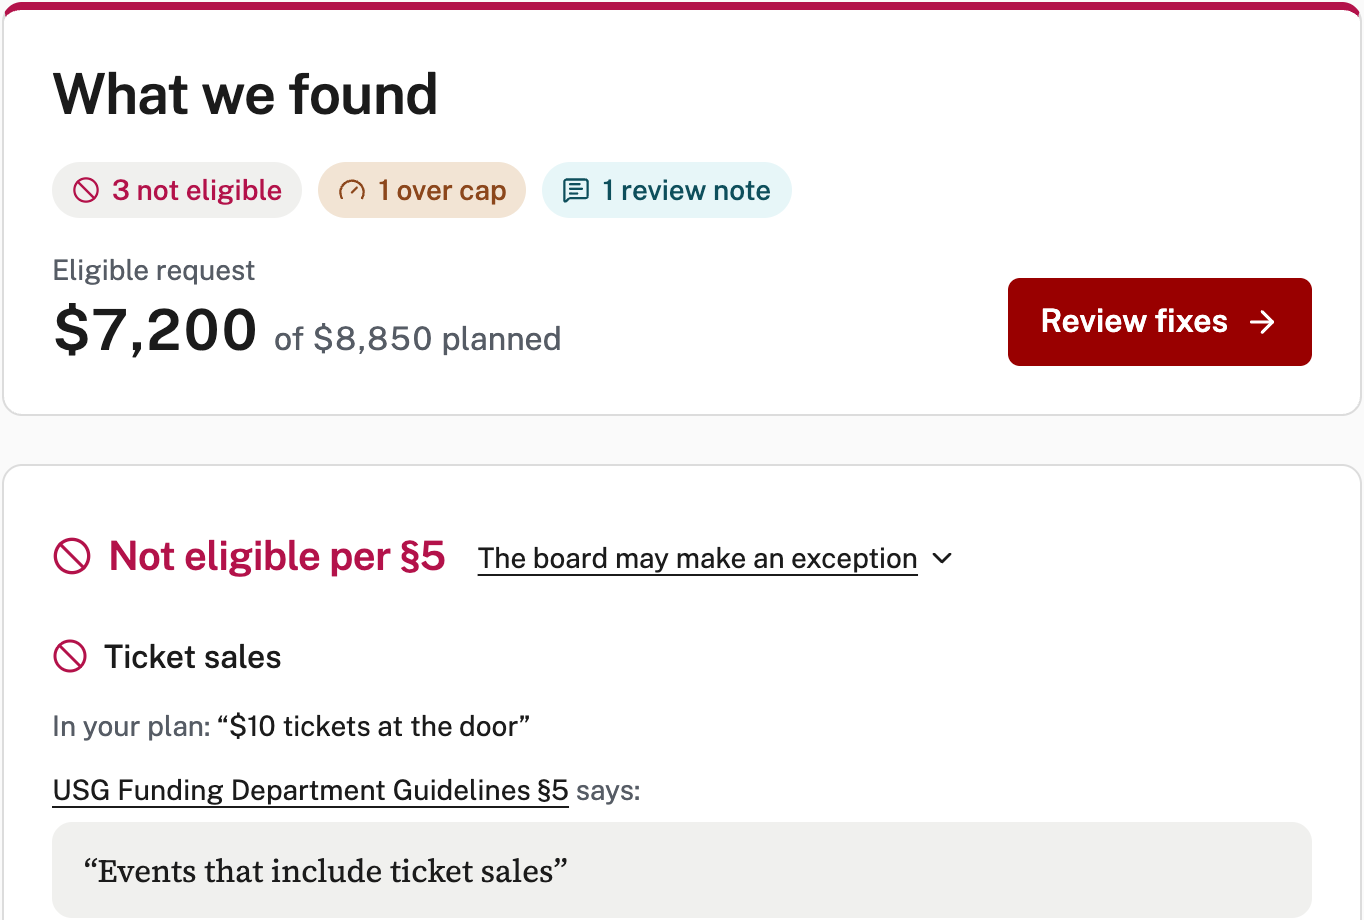 What we found
3 not eligible
1 over cap
1 review note
Eligible request
$7,200 of $8,850 planned
Review fixes
Not eligible per §5
The board may make an exception
Ticket sales
In your plan: “$10 tickets at the door”
USG Funding Department Guidelines §5 says:
“Events that include ticket sales”